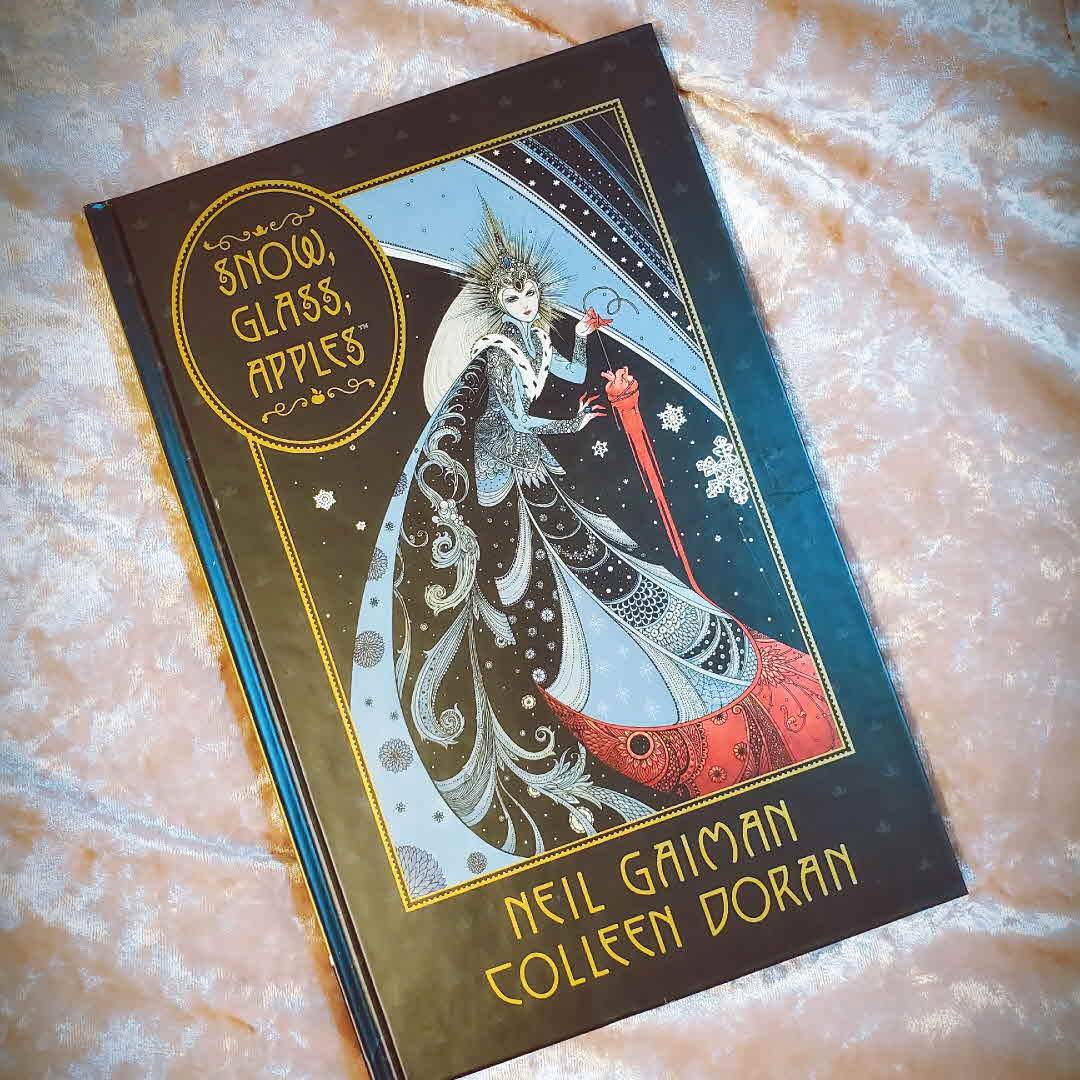 SNOW,
GLASS,
APPLES™
NEIL GAIMAN
COLLEEN DORAN